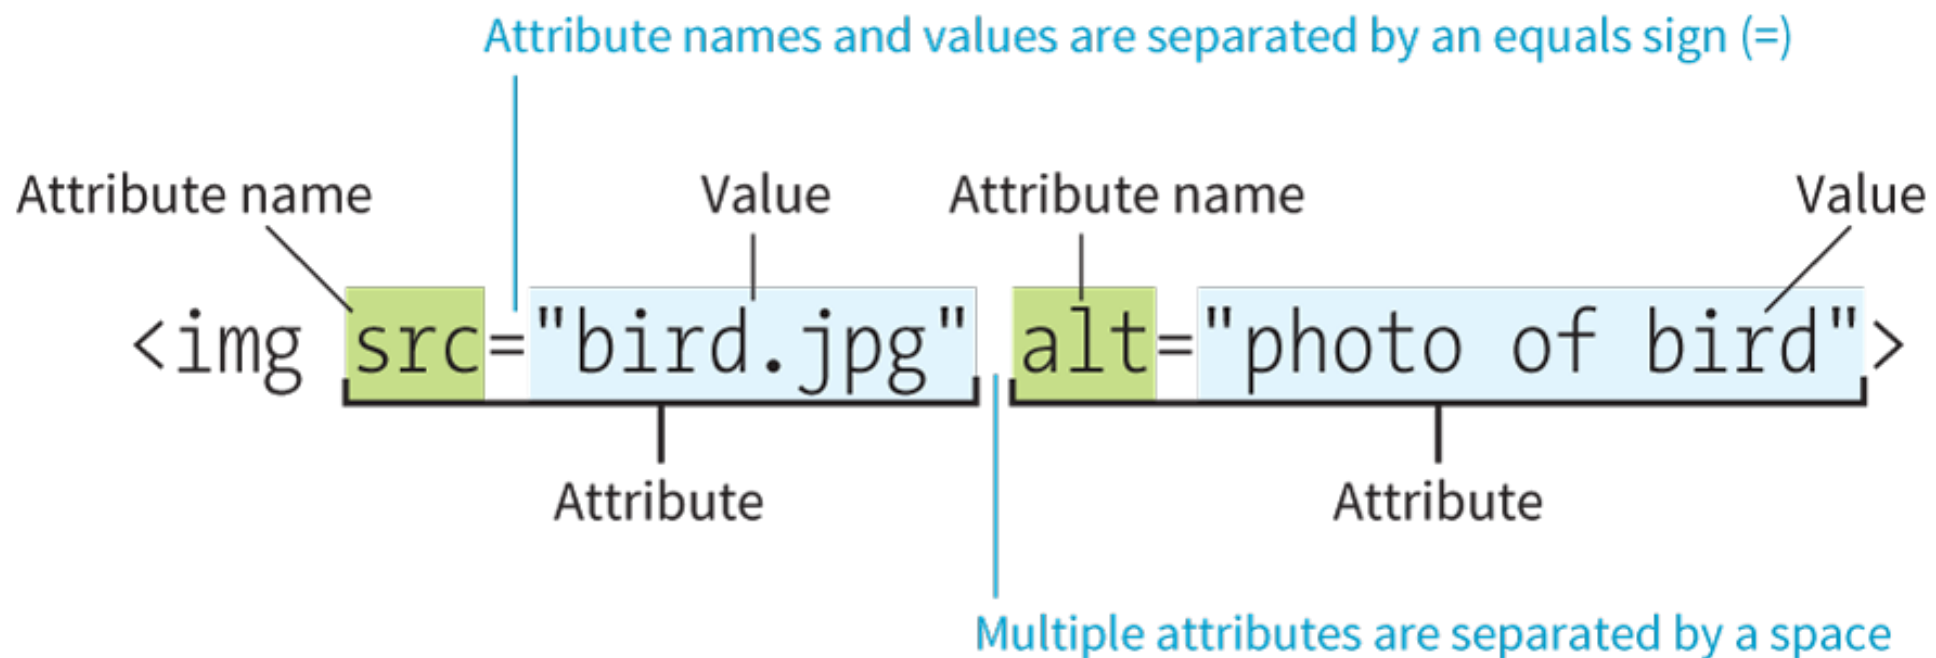 Attribute names and values are separated by an equals sign (=)
Attribute name Value Attribute name Value
<img src="bird.jpg" alt="photo of bird">
Attribute Attribute
Multiple attributes are separated by a space